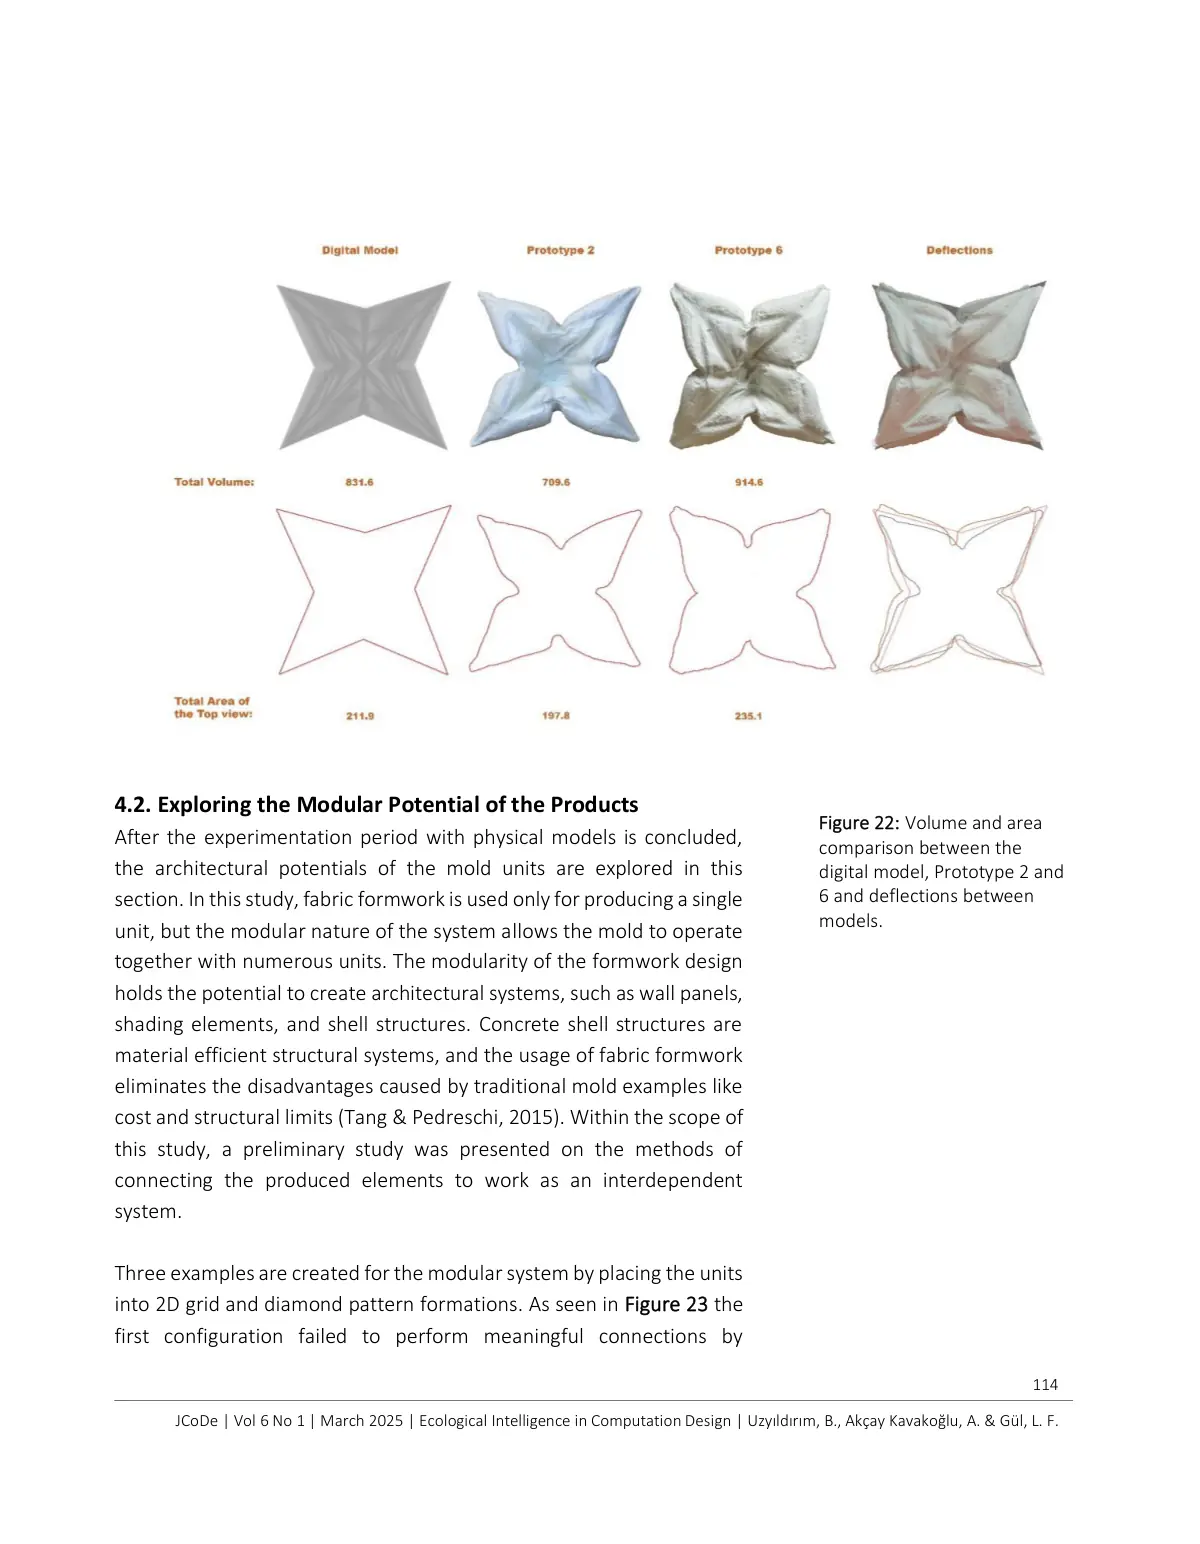 Digital Model Prototype 2 Prototype 6 Deflections
Total Volume: 831.6 709.6 914.6
Total Area of
the Top view: 211.9 197.8 235.1
4.2. Exploring the Modular Potential of the Products
After the experimentation period with physical models is concluded,
the architectural potentials of the mold units are explored in this
section. In this study, fabric formwork is used only for producing a single
unit, but the modular nature of the system allows the mold to operate
together with numerous units. The modularity of the formwork design
holds the potential to create architectural systems, such as wall panels,
shading elements, and shell structures. Concrete shell structures are
material efficient structural systems, and the usage of fabric formwork
eliminates the disadvantages caused by traditional mold examples like
cost and structural limits (Tang & Pedreschi, 2015). Within the scope of
this study, a preliminary study was presented on the methods of
connecting the produced elements to work as an interdependent
system.
Three examples are created for the modular system by placing the units
into 2D grid and diamond pattern formations. As seen in Figure 23 the
first configuration failed to perform meaningful connections by
Figure 22: Volume and area
comparison between the
digital model, Prototype 2 and
6 and deflections between
models.
114
JCoDe | Vol 6 No 1 | March 2025 | Ecological Intelligence in Computation Design | Uzyıldırım, B., Akçay Kavakoğlu, A. & Gül, L. F.